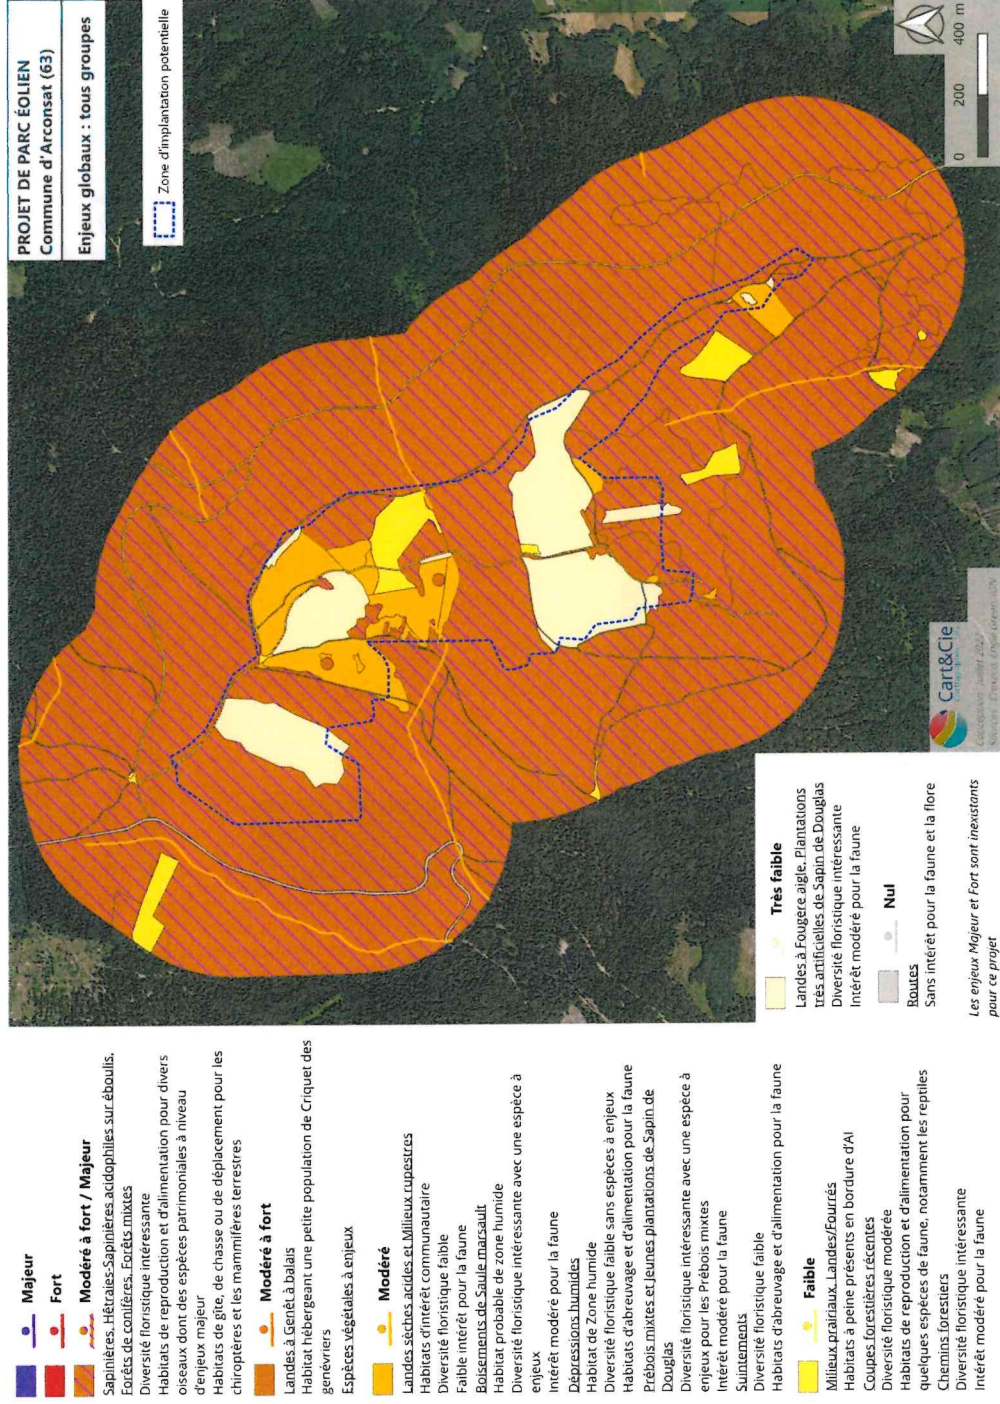 PROJET DE PARC ÉOLIEN
Commune d'Arconsat (63)
Enjeux globaux : tous groupes
Zone d'implantation potentielle
0 200 400 m
Cart&Cie
Majeur
Fort
Modéré à fort / Majeur
Sapinières, Hêtraies-Sapinières acidophiles sur éboulis,
Forêts de conifères, Forêts mixtes
Diversité floristique intéressante
Habitats de reproduction et d'alimentation pour divers
oiseaux dont des espèces patrimoniales à niveau
d'enjeux majeur
Habitats de gîte, de chasse ou de déplacement pour les
chiroptères et les mammifères terrestres
Modéré à fort
Landes à Genêt à balais
Habitat hébergeant une petite population de Criquet des
genévriers
Espèces végétales à enjeux
Modéré
Landes sèches acides et Milieux rupestres
Habitats d'intérêt communautaire
Diversité floristique faible
Faible intérêt pour la faune
Boisements de Saule marsault
Habitat probable de zone humide
Diversité floristique intéressante avec une espèce à
enjeux
Intérêt modéré pour la faune
Dépressions humides
Habitat de Zone humide
Diversité floristique faible sans espèces à enjeux
Habitats d'abreuvage et d'alimentation pour la faune
Prébois mixtes et Jeunes plantations de Sapin de
Douglas
Diversité floristique intéressante avec une espèce à
enjeux pour les Prébois mixtes
Intérêt modéré pour la faune
Suintements
Diversité floristique faible
Habitats d'abreuvage et d'alimentation pour la faune
Faible
Milieux prairiaux, Landes/Fourrés
Habitats à peine présents en bordure d'AI
Coupes forestières récentes
Diversité floristique modérée
Habitats de reproduction et d'alimentation pour
quelques espèces de faune, notamment les reptiles
Chemins forestiers
Diversité floristique intéressante
Intérêt modéré pour la faune
Très faible
Landes à Fougère aigle, Plantations
très artificielles de Sapin de Douglas
Diversité floristique intéressante
Intérêt modéré pour la faune
Nul
Routes
Sans intérêt pour la faune et la flore
Les enjeux Majeur et Fort sont inexistants
pour ce projet